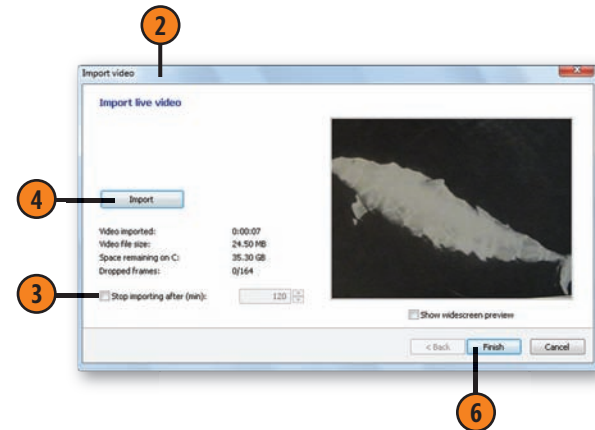 2
Import video
Import live video
4
Import
Video imported: 0:00:07
Video file size: 24.50 MB
Space remaining on C: 35.30 GB
Dropped frames: 0/164
3
Stop importing after (min): 120
Show widescreen preview
< Back Finish Cancel
6